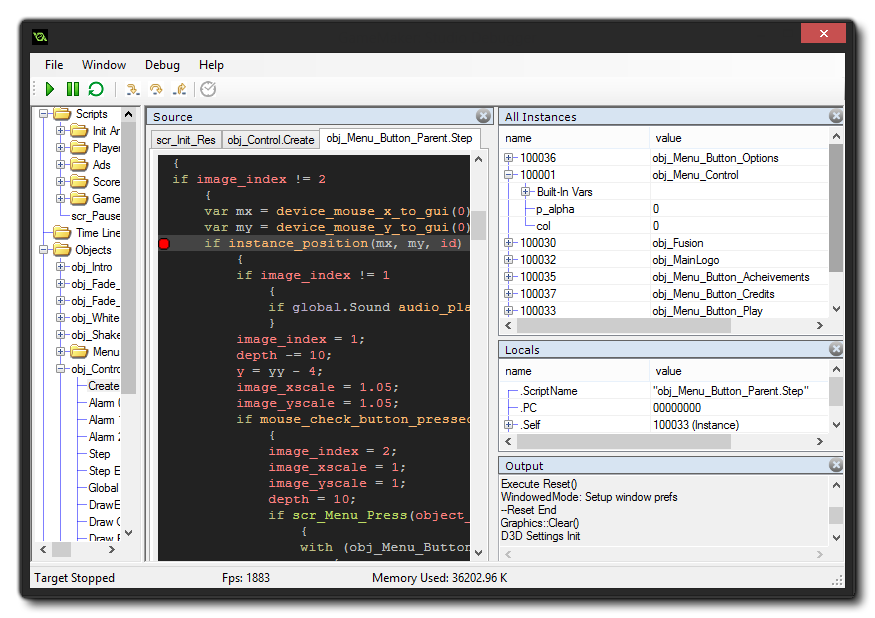 File Window Debug Help
Scripts
Init Ar
Player
Ads
Score
Game
scr_Pause
Time Line
Objects
obj_Intro
obj_Fade_
obj_Fade_
obj_White
obj_Shake
Menu
obj_Contro
Create
Alarm 0
Alarm 1
Alarm 2
Step
Step E
Global
DrawE
Draw G
Source
scr_Init_Res obj_Control.Create obj_Menu_Button_Parent.Step
{
if image_index != 2
{
var mx = device_mouse_x_to_gui(0)
var my = device_mouse_y_to_gui(0)
if instance_position(mx, my, id)
{
if image_index != 1
{
if global.Sound audio_pla
}
image_index = 1;
depth -= 10;
y = yy - 4;
image_xscale = 1.05;
image_yscale = 1.05;
if mouse_check_button_pressed
{
image_index = 2;
image_xscale = 1;
image_yscale = 1;
depth = 10;
if scr_Menu_Press(object_
{
with (obj_Menu_Button
All Instances
name value
100036 obj_Menu_Button_Options
100001 obj_Menu_Control
Built-In Vars
p_alpha 0
col 0
100030 obj_Fusion
100032 obj_MainLogo
100035 obj_Menu_Button_Acheivements
100037 obj_Menu_Button_Credits
100033 obj_Menu_Button_Play
Locals
name value
.ScriptName "obj_Menu_Button_Parent.Step"
.PC 00000000
.Self 100033 (Instance)
Output
Execute Reset()
WindowedMode: Setup window prefs
--Reset End
Graphics::Clear()
D3D Settings Init
Target Stopped Fps: 1883 Memory Used: 36202.96 K